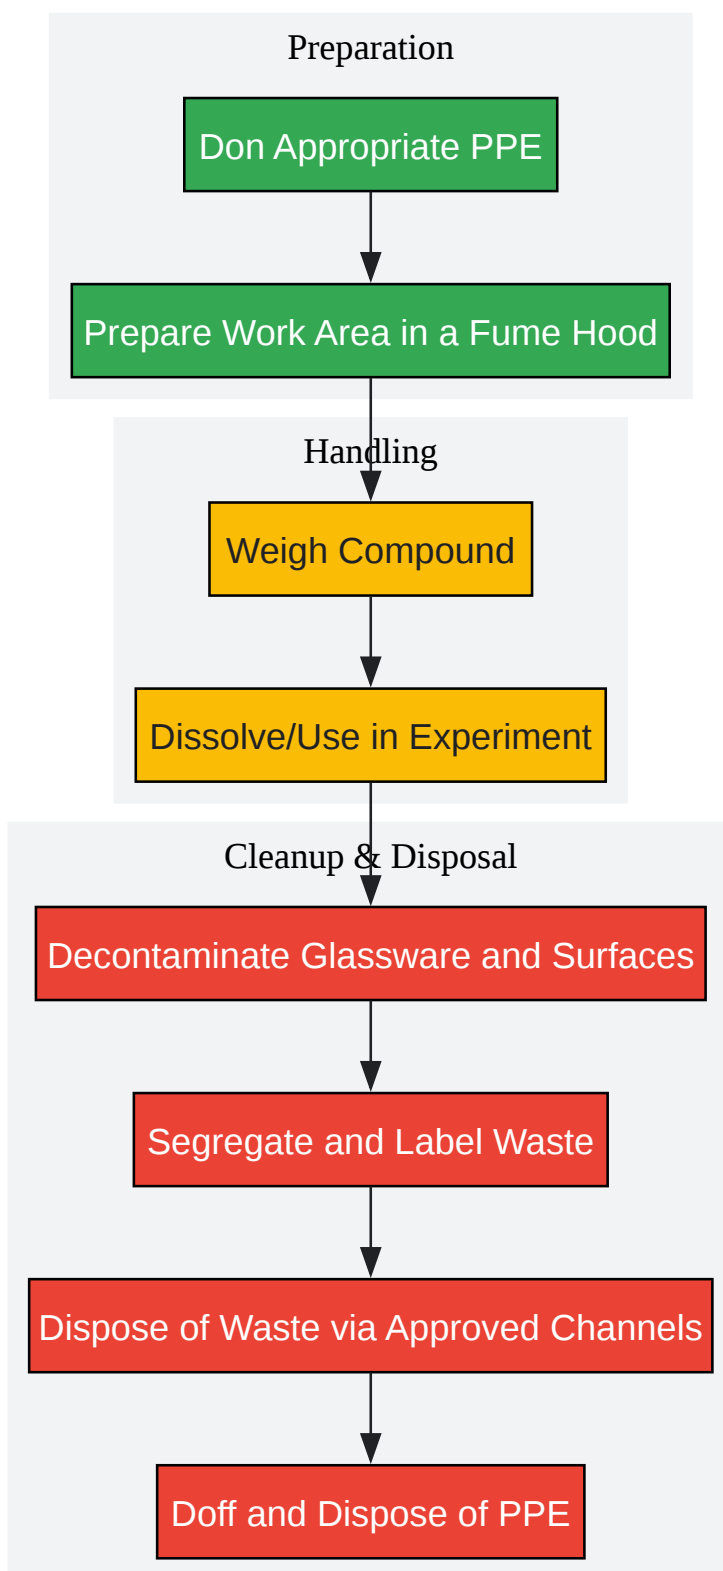 Preparation
Don Appropriate PPE
Prepare Work Area in a Fume Hood
Handling
Weigh Compound
Dissolve/Use in Experiment
Cleanup & Disposal
Decontaminate Glassware and Surfaces
Segregate and Label Waste
Dispose of Waste via Approved Channels
Doff and Dispose of PPE